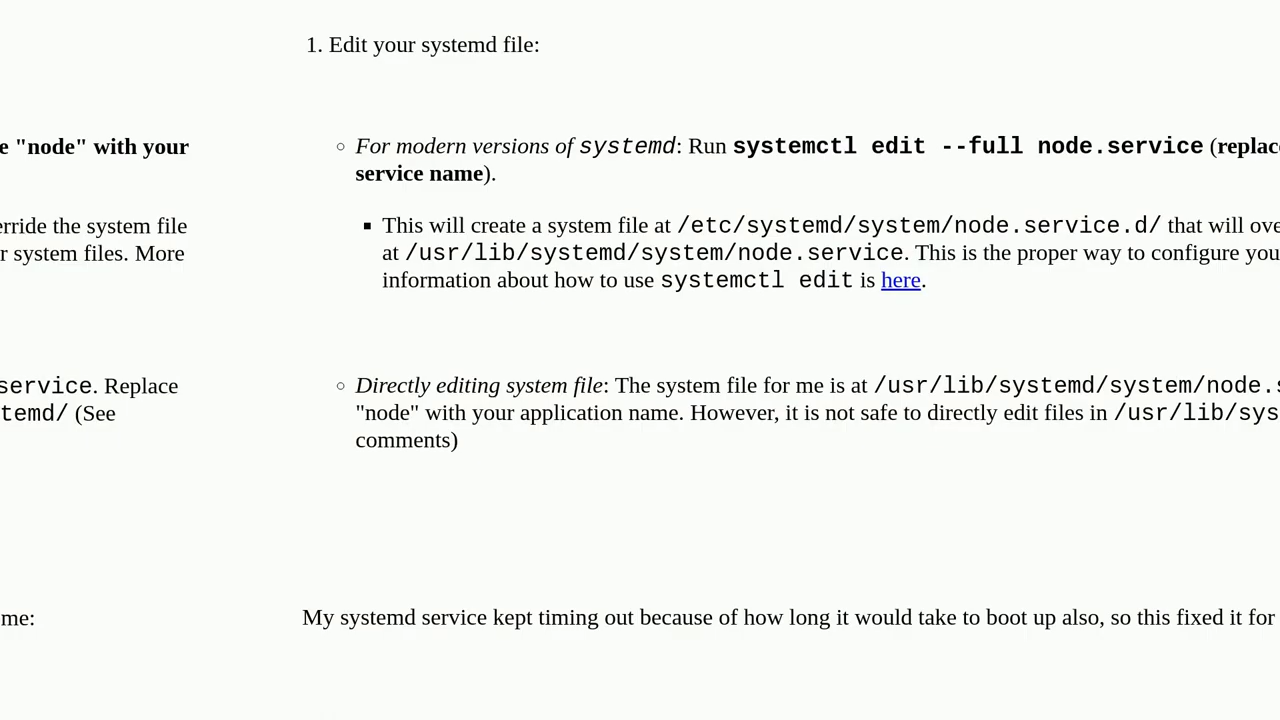 e "node" with your
erride the system file
r system files. More
service. Replace
temd/ (See
me:
1. Edit your systemd file:
○ For modern versions of systemd: Run systemctl edit --full node.service (replac
service name).
▪ This will create a system file at /etc/systemd/system/node.service.d/ that will ove
at /usr/lib/systemd/system/node.service. This is the proper way to configure you
information about how to use systemctl edit is here.
○ Directly editing system file: The system file for me is at /usr/lib/systemd/system/node.s
"node" with your application name. However, it is not safe to directly edit files in /usr/lib/sys
comments)
My systemd service kept timing out because of how long it would take to boot up also, so this fixed it for